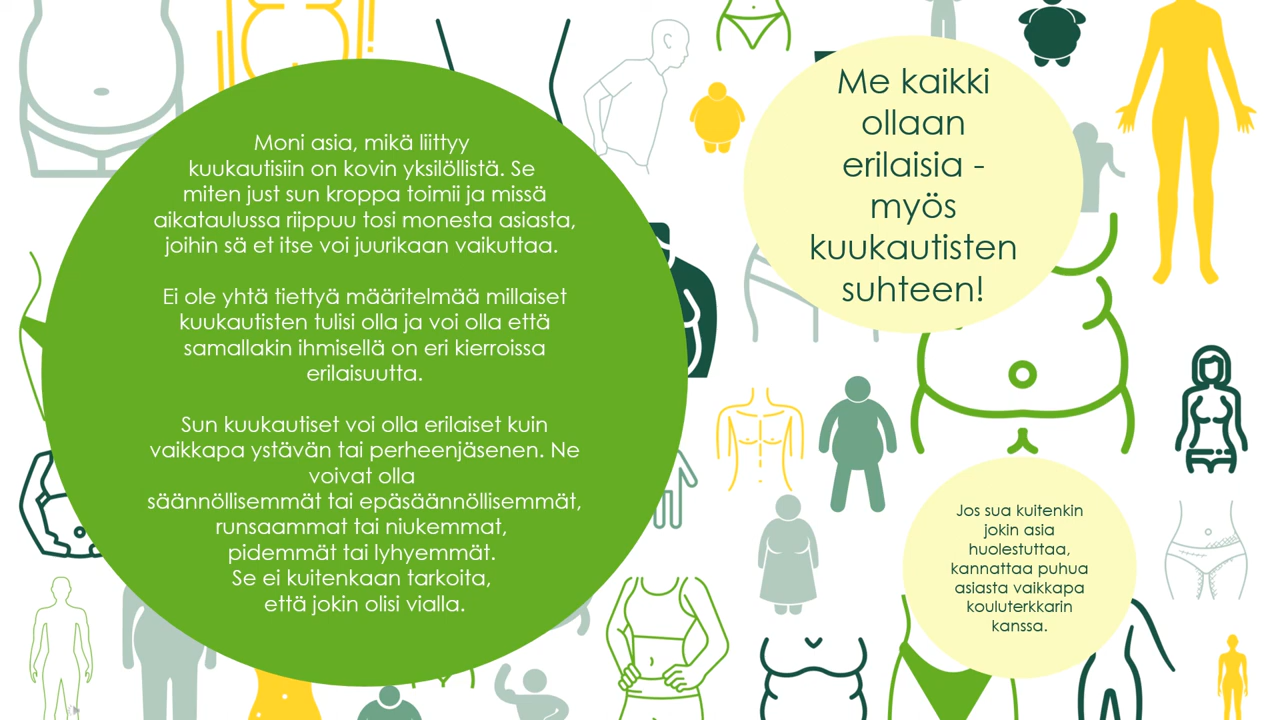 Moni asia, mikä liittyy
kuukautisiin on kovin yksilöllistä. Se
miten just sun kroppa toimii ja missä
aikataulussa riippuu tosi monesta asiasta,
joihin sä et itse voi juurikaan vaikuttaa.
Ei ole yhtä tiettyä määritelmää millaiset
kuukautisten tulisi olla ja voi olla että
samallakin ihmisellä on eri kierroissa
erilaisuutta.
Sun kuukautiset voi olla erilaiset kuin
vaikkapa ystävän tai perheenjäsenen. Ne
voivat olla
säännöllisemmät tai epäsäännöllisemmät,
runsaammat tai niukemmat,
pidemmät tai lyhyemmät.
Se ei kuitenkaan tarkoita,
että jokin olisi vialla.
Me kaikki
ollaan
erilaisia -
myös
kuukautisten
suhteen!
Jos sua kuitenkin
jokin asia
huolestuttaa,
kannattaa puhua
asiasta vaikkapa
kouluterkkarin
kanssa.